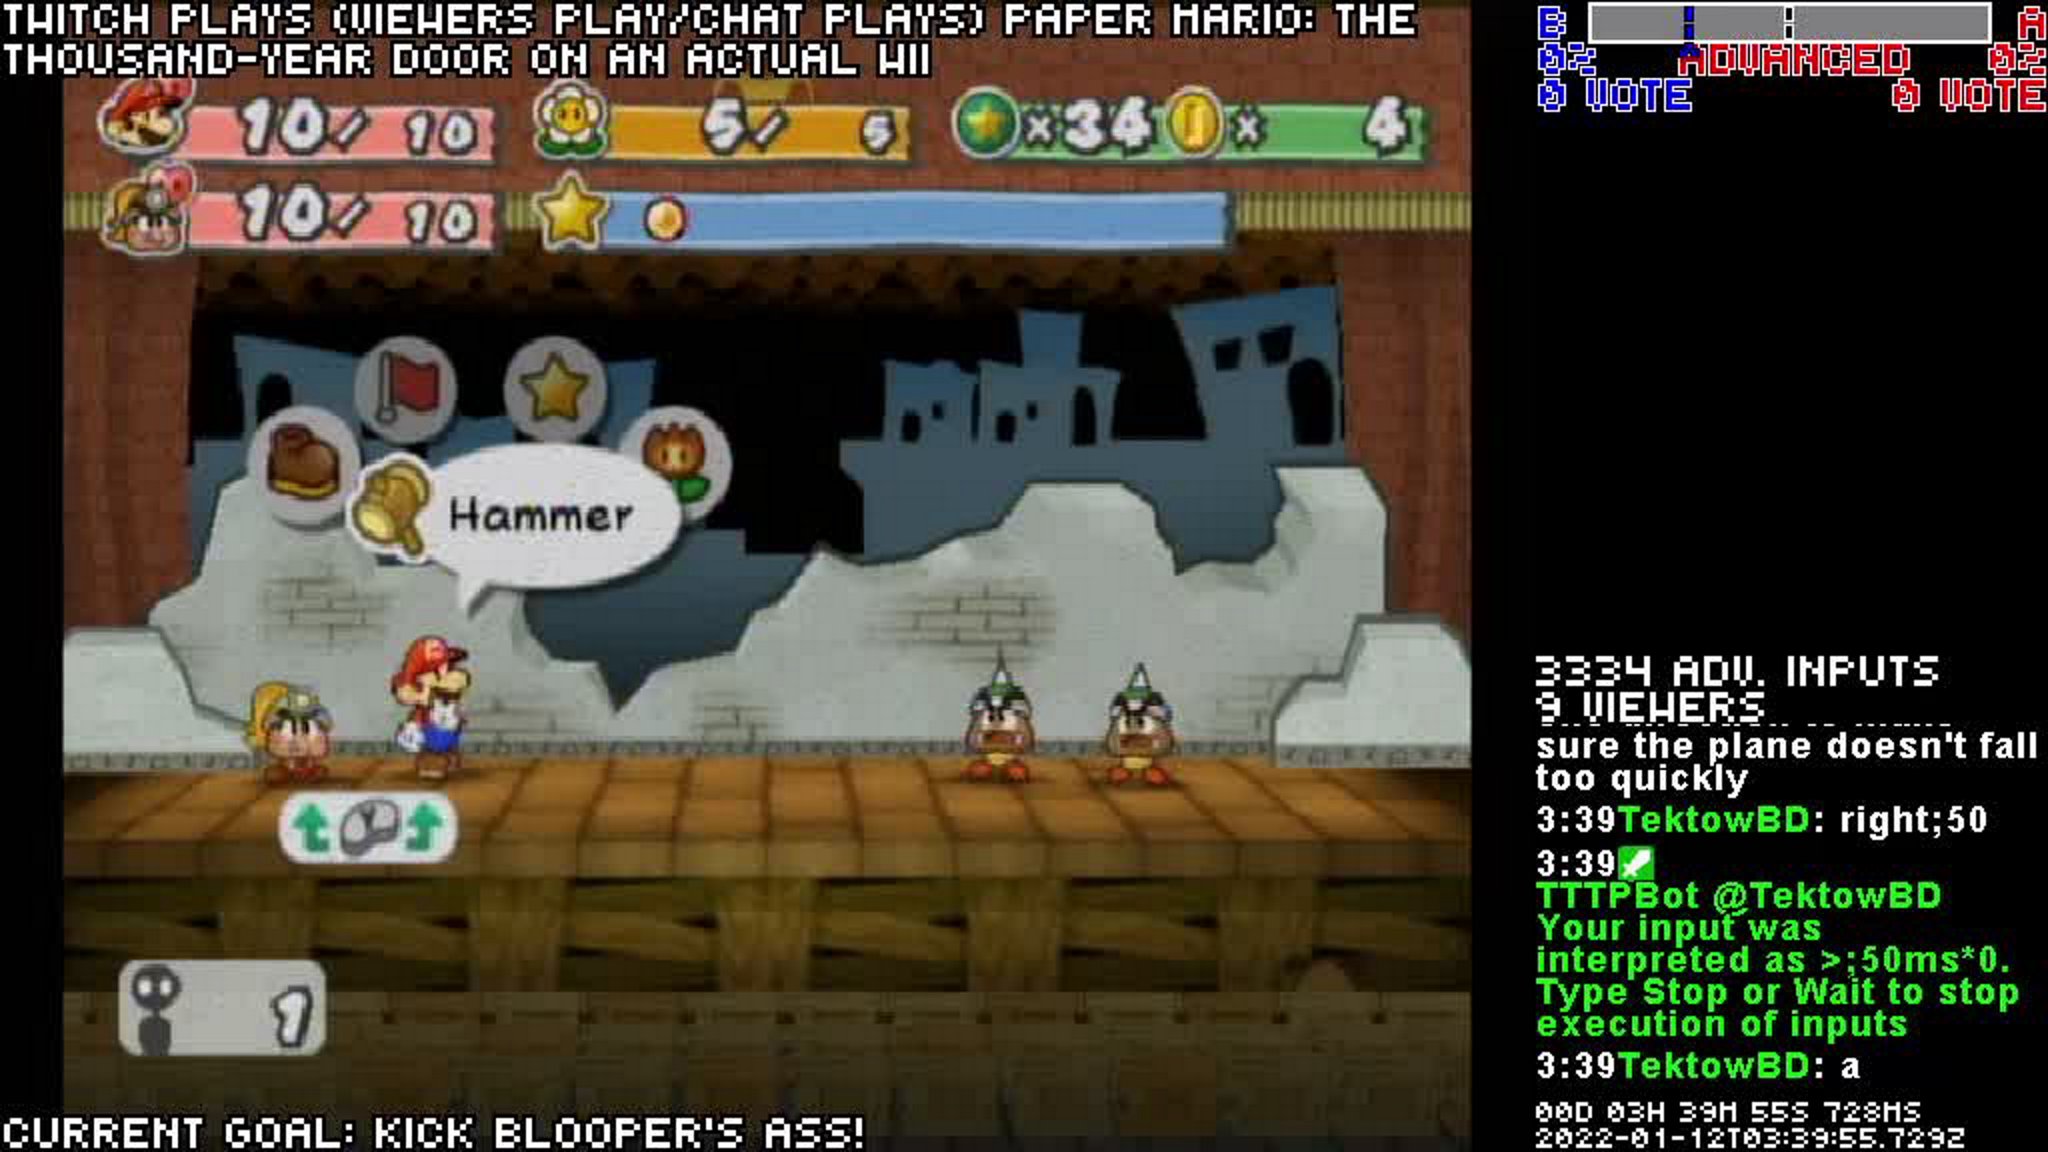 TWITCH PLAYS (VIEWERS PLAY/CHAT PLAYS) PAPER MARIO: THE
THOUSAND-YEAR DOOR ON AN ACTUAL WII
B A
0% ADVANCED 0%
0 VOTE 0 VOTE
10/ 10 5/ 5 ×34 × 4
10/ 10
Hammer
1
3334 ADV. INPUTS
9 VIEWERS
sure the plane doesn't fall
too quickly
3:39TektowBD: right;50
3:39
TTTPBot @TektowBD
Your input was
interpreted as >;50ms*0.
Type Stop or Wait to stop
execution of inputs
3:39TektowBD: a
00D 03H 39M 55S 728MS
2022-01-12T03:39:55.729Z
CURRENT GOAL: KICK BLOOPER'S ASS!